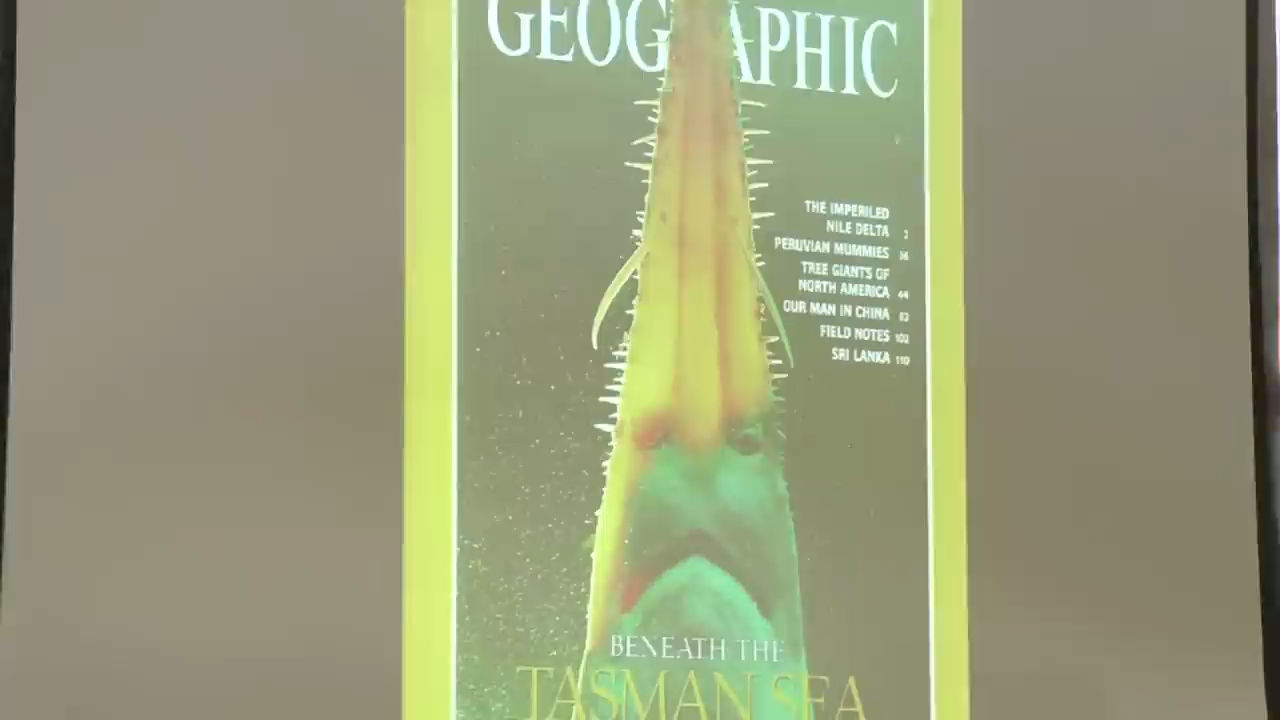 GEOGRAPHIC
THE IMPERILED
NILE DELTA 2
PERUVIAN MUMMIES 36
TREE GIANTS OF
NORTH AMERICA 44
OUR MAN IN CHINA 62
FIELD NOTES 102
SRI LANKA 110
BENEATH THE
TASMAN SEA